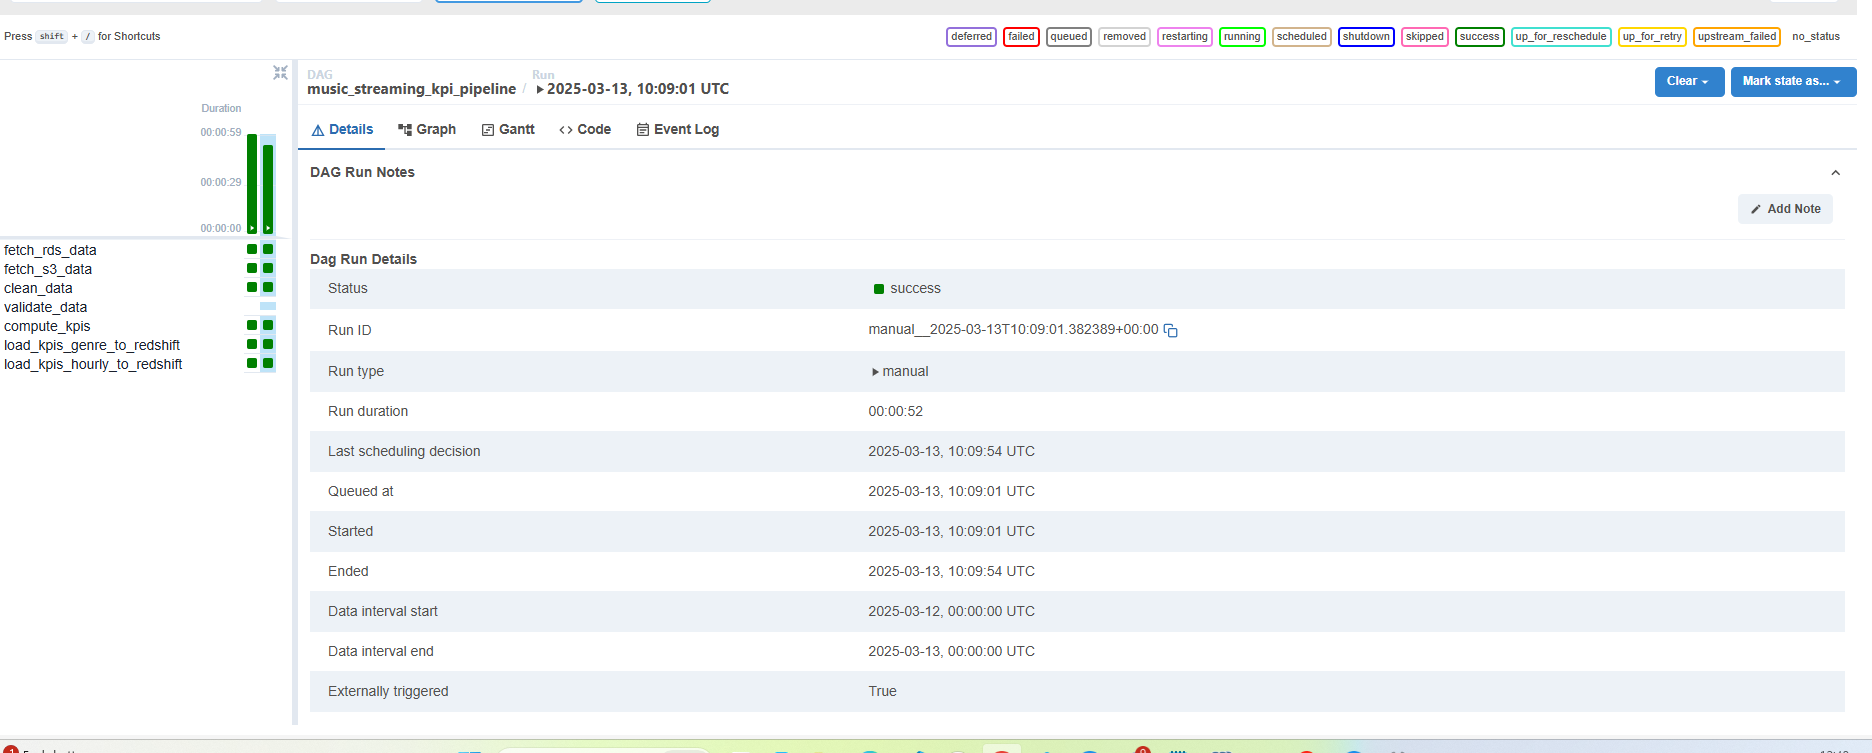 Press shift + / for Shortcuts
deferred failed queued removed restarting running scheduled shutdown skipped success up_for_reschedule up_for_retry upstream_failed no_status
DAG
music_streaming_kpi_pipeline /
Run
2025-03-13, 10:09:01 UTC
Clear
Mark state as...
Details
Graph
Gantt
Code
Event Log
Duration
00:00:59
00:00:29
00:00:00
fetch_rds_data
fetch_s3_data
clean_data
validate_data
compute_kpis
load_kpis_genre_to_redshift
load_kpis_hourly_to_redshift
DAG Run Notes
Add Note
Dag Run Details
Status success
Run ID manual__2025-03-13T10:09:01.382389+00:00
Run type manual
Run duration 00:00:52
Last scheduling decision 2025-03-13, 10:09:54 UTC
Queued at 2025-03-13, 10:09:01 UTC
Started 2025-03-13, 10:09:01 UTC
Ended 2025-03-13, 10:09:54 UTC
Data interval start 2025-03-12, 00:00:00 UTC
Data interval end 2025-03-13, 00:00:00 UTC
Externally triggered True